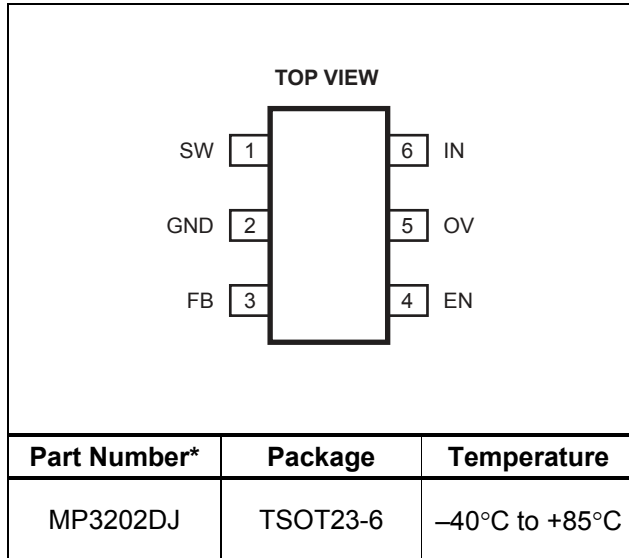 TOP VIEW
SW 1 6 IN
GND 2 5 OV
FB 3 4 EN
Part Number* Package Temperature
MP3202DJ TSOT23-6 –40°C to +85°C